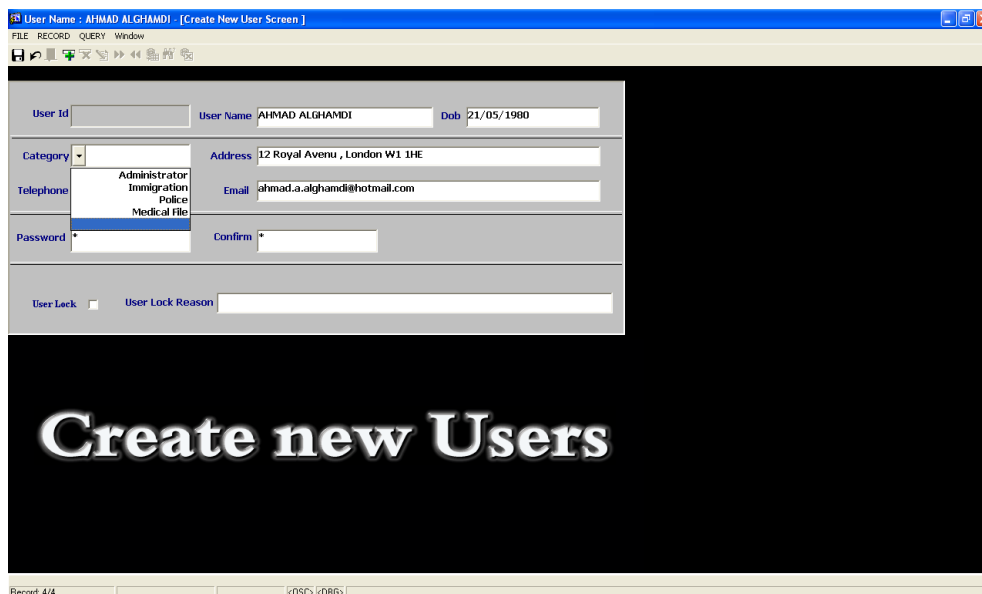 User Name : AHMAD ALGHAMDI - [Create New User Screen ]
FILE RECORD QUERY Window
User Id User Name AHMAD ALGHAMDI Dob 21/05/1980
Category Address 12 Royal Avenu , London W1 1HE
Administrator
Telephone Immigration Email ahmad.a.alghamdi@hotmail.com
Police
Medical File
Password * Confirm *
User Lock User Lock Reason
Create new Users
Record: 4/4 <OSC> <DBG>